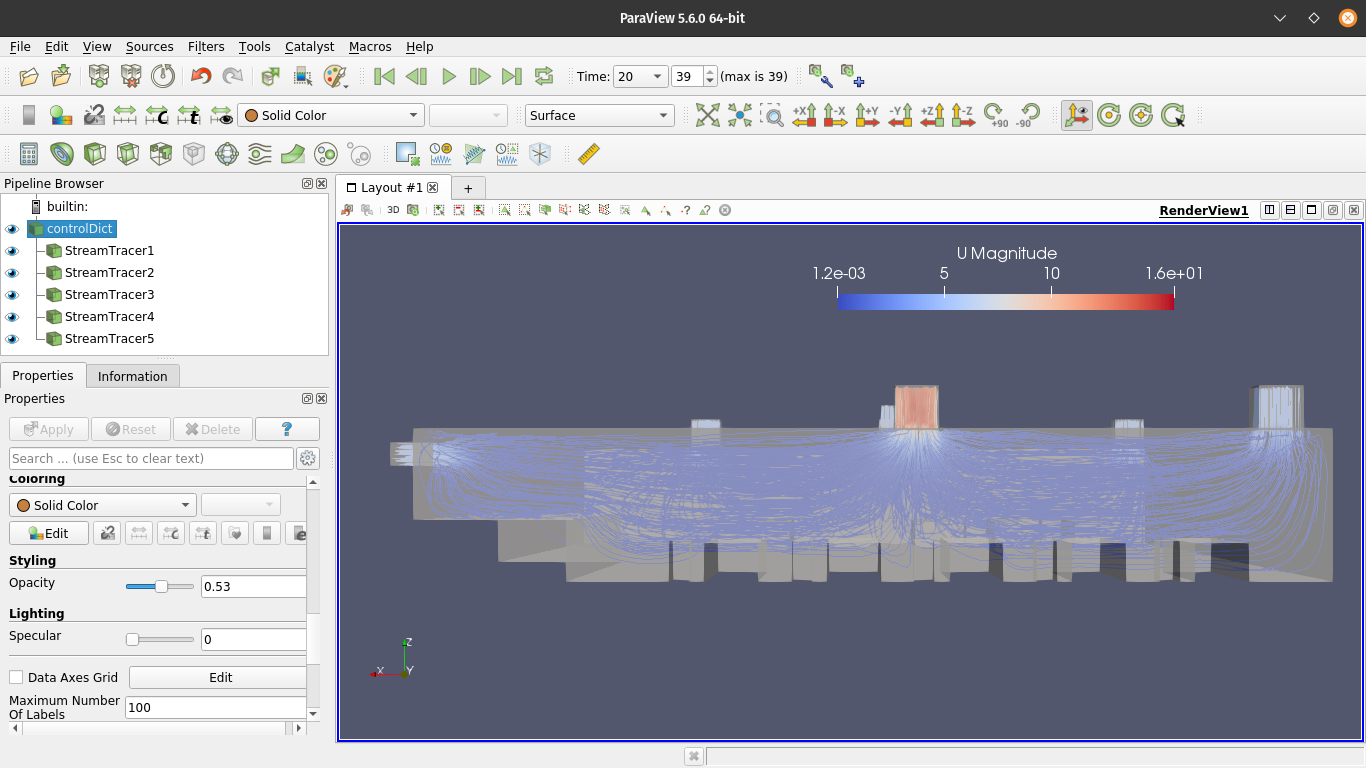 ParaView 5.6.0 64-bit
File Edit View Sources Filters Tools Catalyst Macros Help
Time: 20 39 (max is 39)
Solid Color Surface +X -X +Y -Y +Z -Z +90 -90
Pipeline Browser
builtin:
controlDict
StreamTracer1
StreamTracer2
StreamTracer3
StreamTracer4
StreamTracer5
Properties Information
Properties
Apply Reset Delete ?
Search ... (use Esc to clear text)
Coloring
Solid Color
Edit
Styling
Opacity 0.53
Lighting
Specular 0
Data Axes Grid Edit
Maximum Number
Of Labels 100
Layout #1 +
3D RenderView1
U Magnitude
1.2e-03 5 10 1.6e+01
Z
X Y